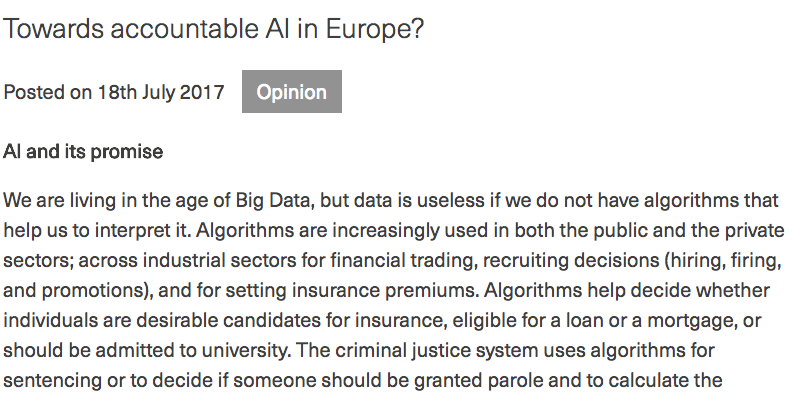 Towards accountable AI in Europe?
Posted on 18th July 2017 Opinion
AI and its promise
We are living in the age of Big Data, but data is useless if we do not have algorithms that
help us to interpret it. Algorithms are increasingly used in both the public and the private
sectors; across industrial sectors for financial trading, recruiting decisions (hiring, firing,
and promotions), and for setting insurance premiums. Algorithms help decide whether
individuals are desirable candidates for insurance, eligible for a loan or a mortgage, or
should be admitted to university. The criminal justice system uses algorithms for
sentencing or to decide if someone should be granted parole and to calculate the